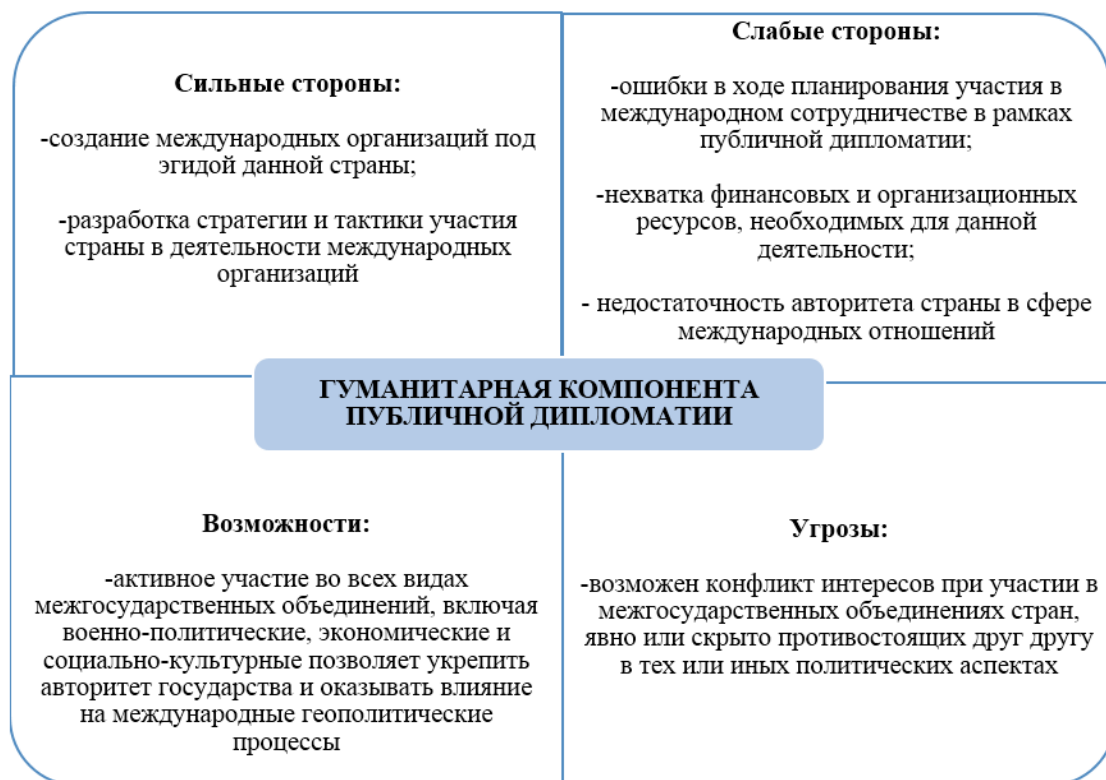 Сильные стороны:
-создание международных организаций под
эгидой данной страны;
-разработка стратегии и тактики участия
страны в деятельности международных
организаций
Слабые стороны:
-ошибки в ходе планирования участия в
международном сотрудничестве в рамках
публичной дипломатии;
-нехватка финансовых и организационных
ресурсов, необходимых для данной
деятельности;
- недостаточность авторитета страны в сфере
международных отношений
ГУМАНИТАРНАЯ КОМПОНЕНТА
ПУБЛИЧНОЙ ДИПЛОМАТИИ
Возможности:
-активное участие во всех видах
межгосударственных объединений, включая
военно-политические, экономические и
социально-культурные позволяет укрепить
авторитет государства и оказывать влияние
на международные геополитические
процессы
Угрозы:
-возможен конфликт интересов при участии в
межгосударственных объединениях стран,
явно или скрыто противостоящих друг другу
в тех или иных политических аспектах